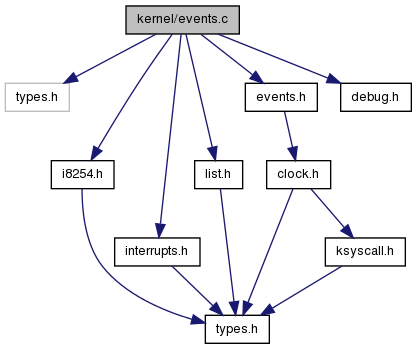 kernel/events.c
types.h
events.h
debug.h
i8254.h
list.h
clock.h
interrupts.h
ksyscall.h
types.h